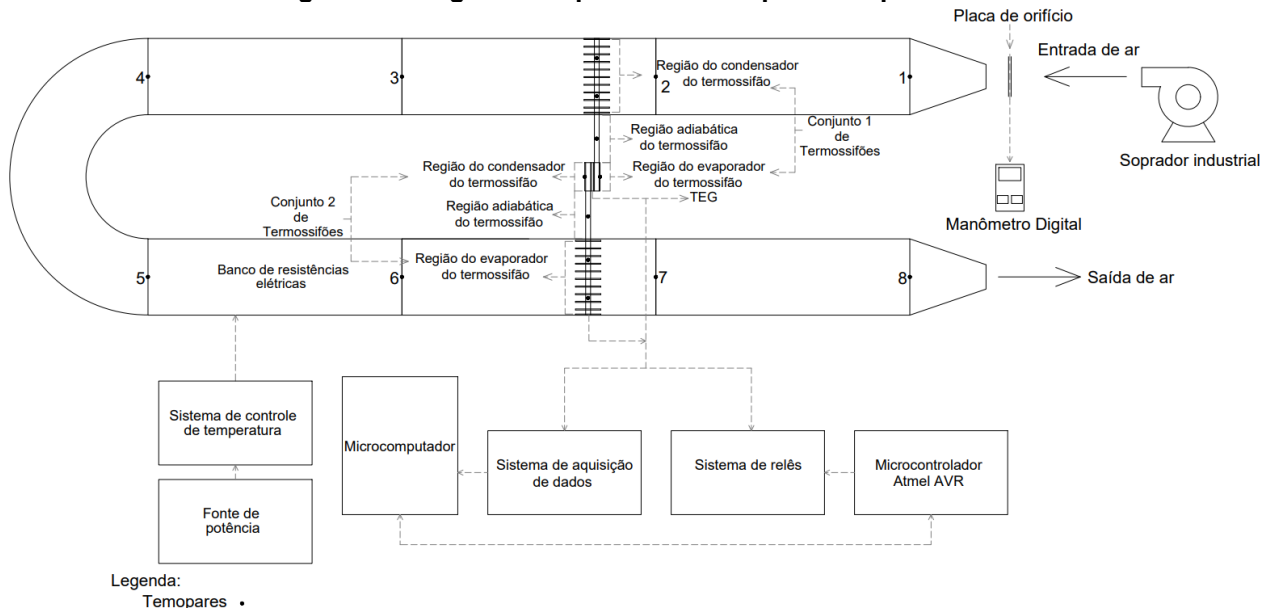 Placa de orifício
Entrada de ar
4
3
Região do condensador
do termossifão
2
1
Conjunto 1
de
Termossifões
Soprador industrial
Região adiabática
do termossifão
Região do condensador
do termossifão
Região do evaporador
do termossifão
TEG
Manômetro Digital
Conjunto 2
de
Termossifões
Região adiabática
do termossifão
5
Banco de resistências
elétricas
6
Região do evaporador
do termossifão
7
8
Saída de ar
Sistema de controle
de temperatura
Microcomputador
Sistema de aquisição
de dados
Sistema de relês
Microcontrolador
Atmel AVR
Fonte de
potência
Legenda:
Temopares